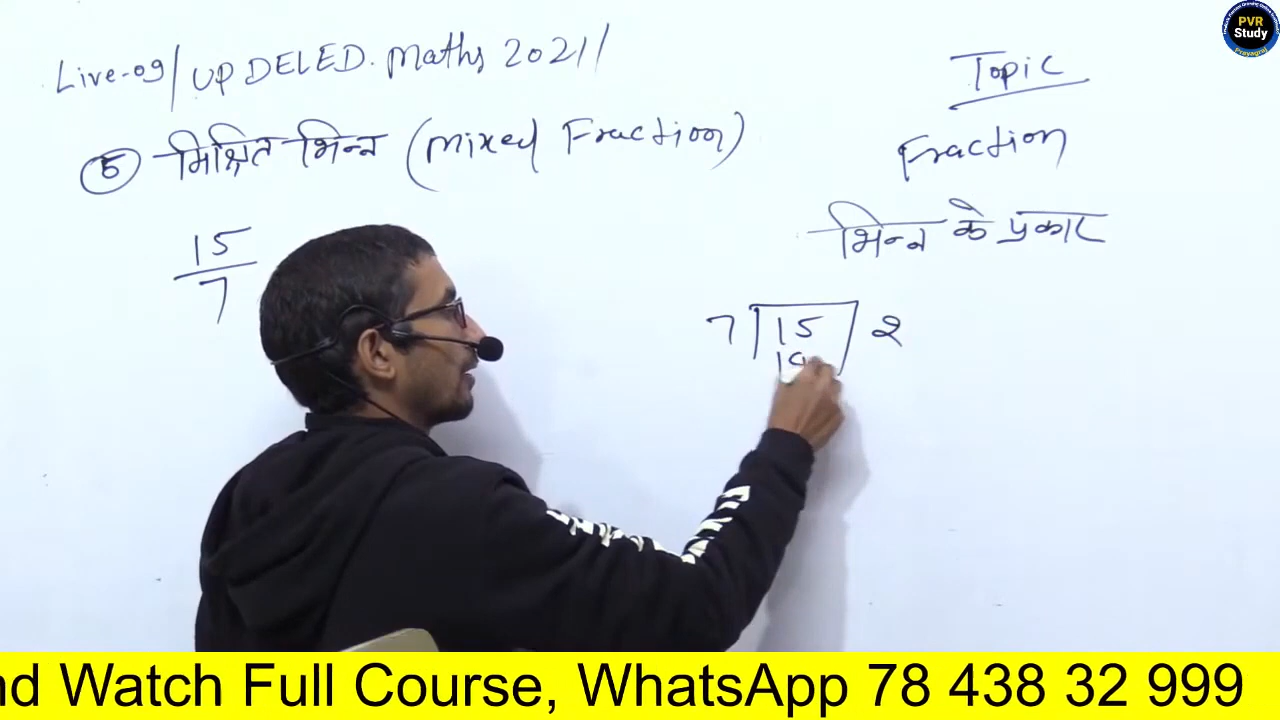 Live-09/ UP DELED. Maths 2021/
Topic
Fraction
भिन्न के प्रकार
5 मिश्रित भिन्न (Mixed Fraction)
15
7
7 15 2
PVR
Study
Prayagraj
nd Watch Full Course, WhatsApp 78 438 32 999